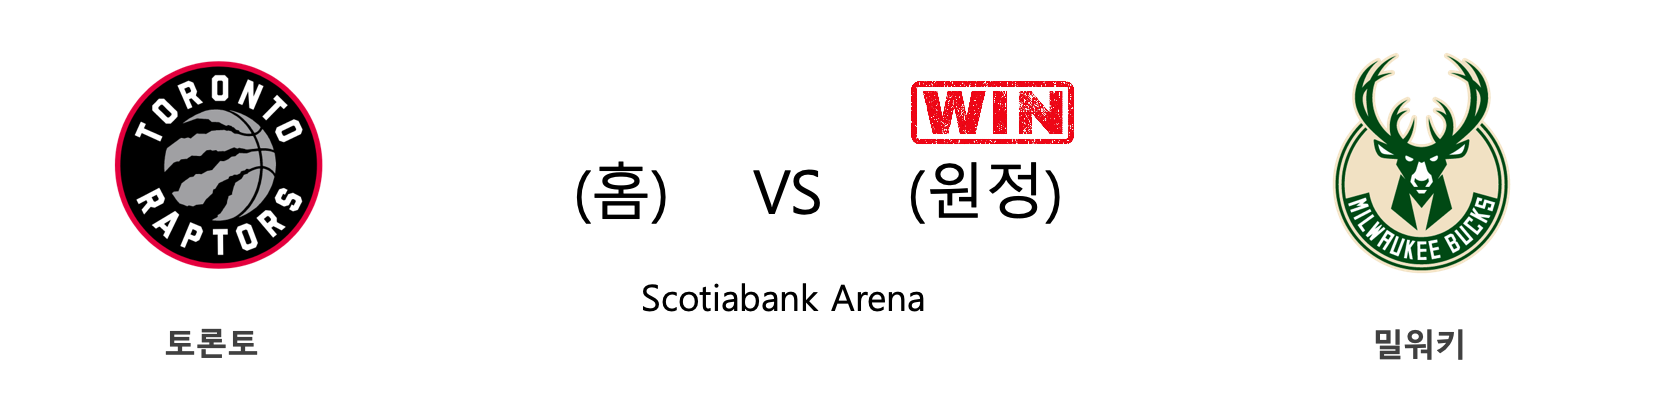 TORONTO
RAPTORS
WIN
(홈) VS (원정)
MILWAUKEE BUCKS
Scotiabank Arena
토론토
밀워키